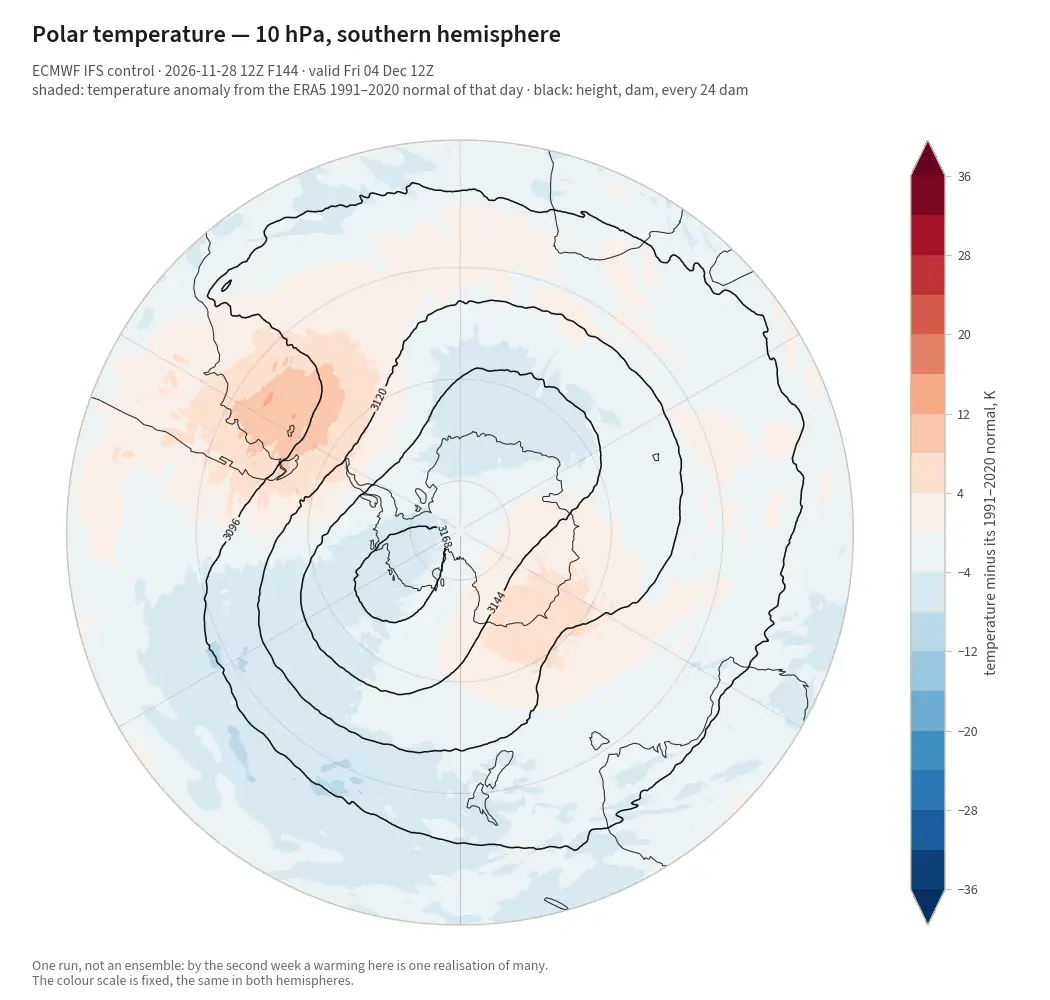 Polar temperature — 10 hPa, southern hemisphere
ECMWF IFS control · 2026-11-28 12Z F144 · valid Fri 04 Dec 12Z
shaded: temperature anomaly from the ERA5 1991–2020 normal of that day · black: height, dam, every 24 dam
36
28
20
12
4
−4
−12
−20
−28
−36
temperature minus its 1991–2020 normal, K
3120
3096
3168
3144
One run, not an ensemble: by the second week a warming here is one realisation of many.
The colour scale is fixed, the same in both hemispheres.